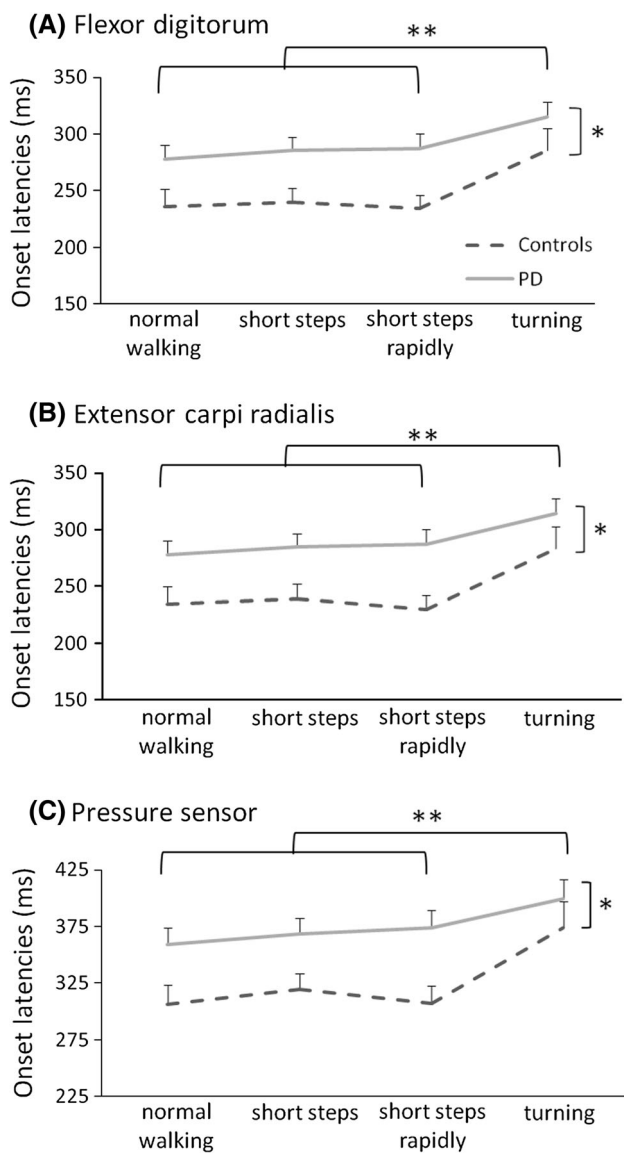 (A) Flexor digitorum
**
350
300
250
200
150
Onset latencies (ms)
*
Controls
PD
normal walking
short steps
short steps rapidly
turning
(B) Extensor carpi radialis
**
350
300
250
200
150
Onset latencies (ms)
*
normal walking
short steps
short steps rapidly
turning
(C) Pressure sensor
**
425
375
325
275
225
Onset latencies (ms)
*
normal walking
short steps
short steps rapidly
turning